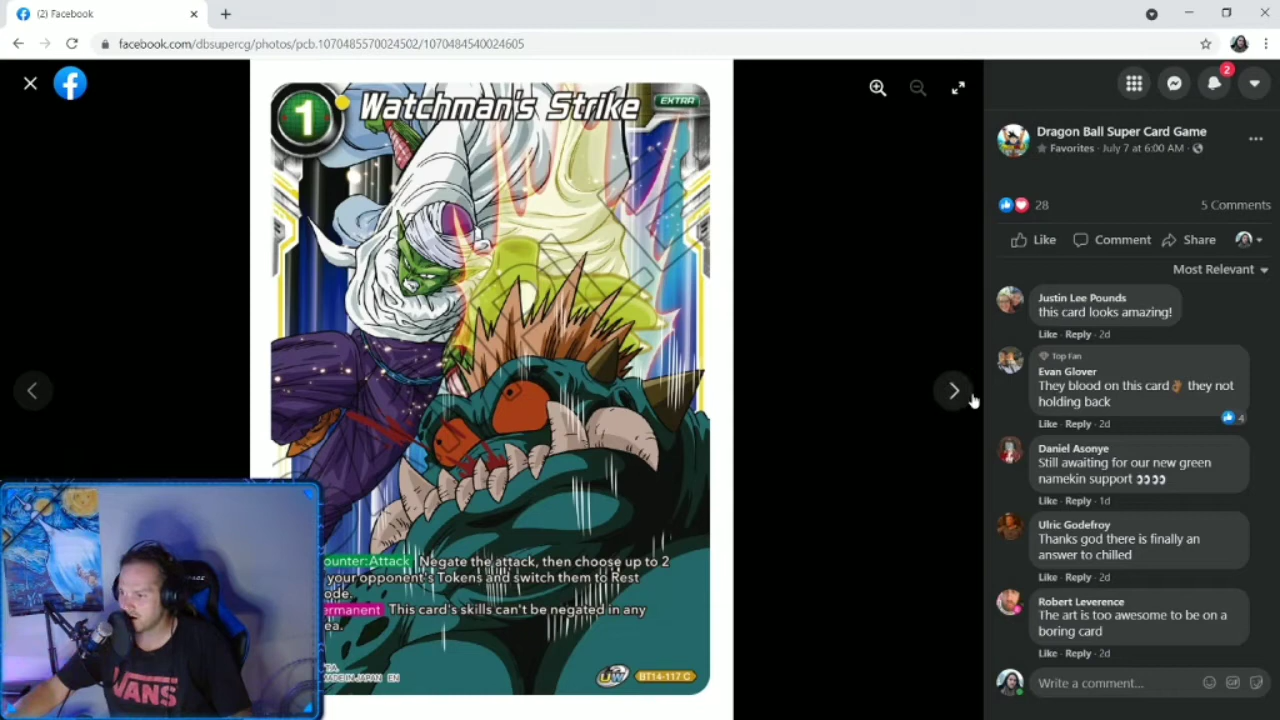 (2) Facebook
facebook.com/dbsupercg/photos/pcb.1070485570024502/1070484540024605
1
Watchman's Strike
EXTRA
ounter:Attack Negate the attack, then choose up to 2
your opponent's Tokens and switch them to Rest
ode.
ermanent This card's skills can't be negated in any
ea.
MADE IN JAPAN EN
UW
BT14-117 C
VANS
2
Dragon Ball Super Card Game
Favorites · July 7 at 6:00 AM ·
28
5 Comments
Like
Comment
Share
Most Relevant
Justin Lee Pounds
this card looks amazing!
Like · Reply · 2d
Top Fan
Evan Glover
They blood on this card✌🏾 they not
holding back
4
Like · Reply · 2d
Daniel Asonye
Still awaiting for our new green
namekin support 👀👀
Like · Reply · 1d
Ulric Godefroy
Thanks god there is finally an
answer to chilled
Like · Reply · 2d
Robert Leverence
The art is too awesome to be on a
boring card
Like · Reply · 2d
Write a comment...
GIF